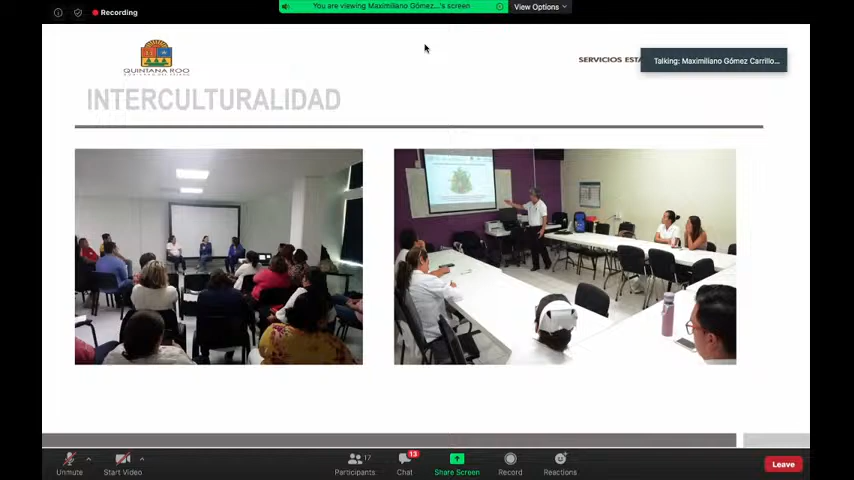 Recording
You are viewing Maximiliano Gómez...'s screen
View Options
QUINTANA ROO
SERVICIOS ESTA
Talking: Maximiliano Gómez Carrillo...
INTERCULTURALIDAD
Unmute
Start Video
17
Participants
13
Chat
Share Screen
Record
Reactions
Leave